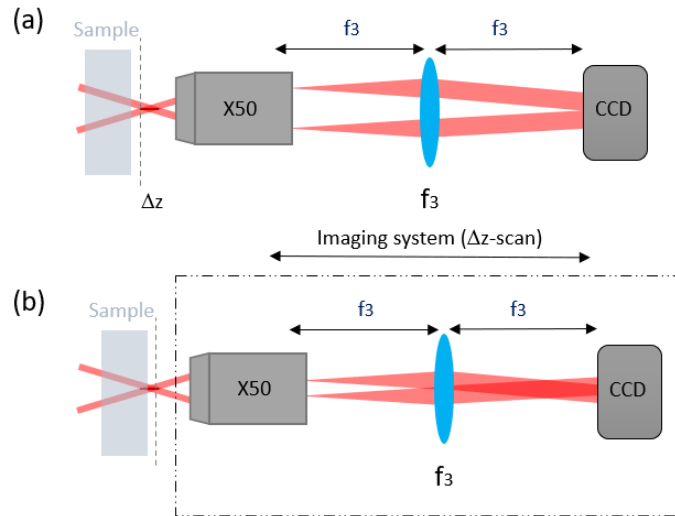 (a)
Sample
f3
f3
X50
CCD
Δz
f3
Imaging system (Δz-scan)
(b)
Sample
f3
f3
X50
CCD
f3